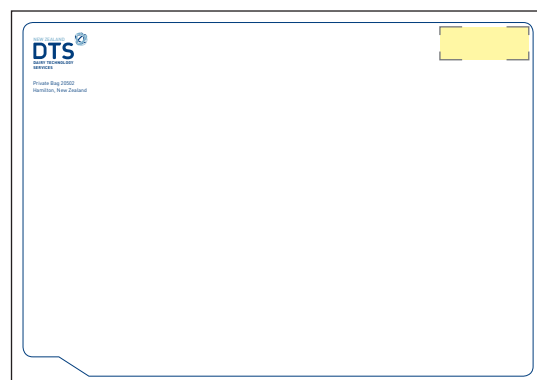 NEW ZEALAND
DTS
DAIRY TECHNOLOGY
SERVICES
Private Bag 20502
Hamilton, New Zealand